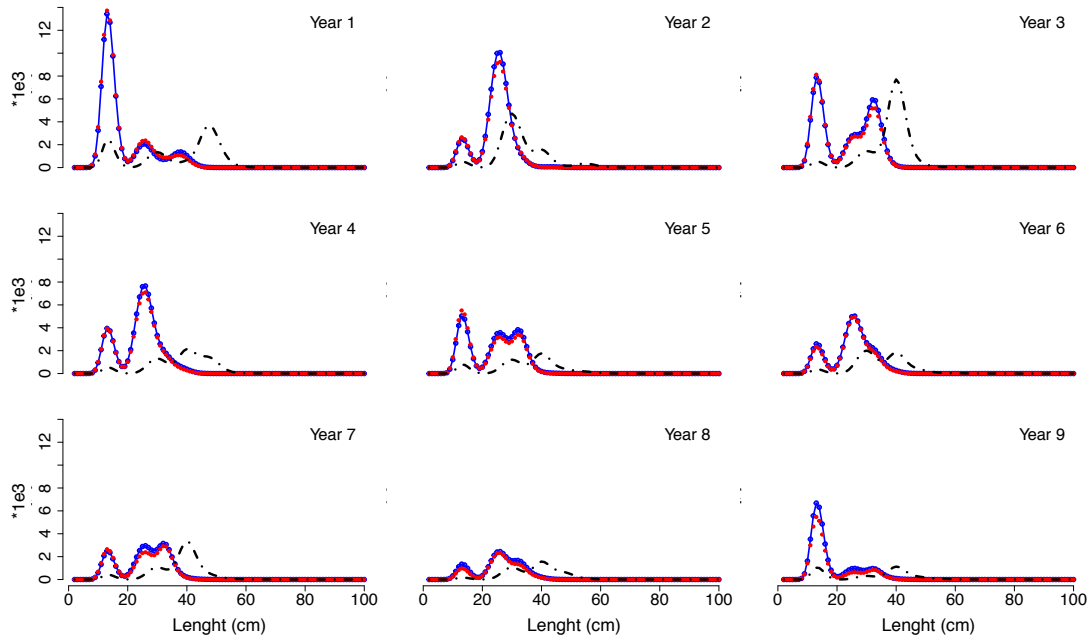 Year 1
Year 2
Year 3
*1e3
0 2 4 6 8 12
Year 4
Year 5
Year 6
*1e3
0 2 4 6 8 12
Year 7
Year 8
Year 9
*1e3
0 2 4 6 8 12
0 20 40 60 80 100
0 20 40 60 80 100
0 20 40 60 80 100
Lenght (cm)
Lenght (cm)
Lenght (cm)